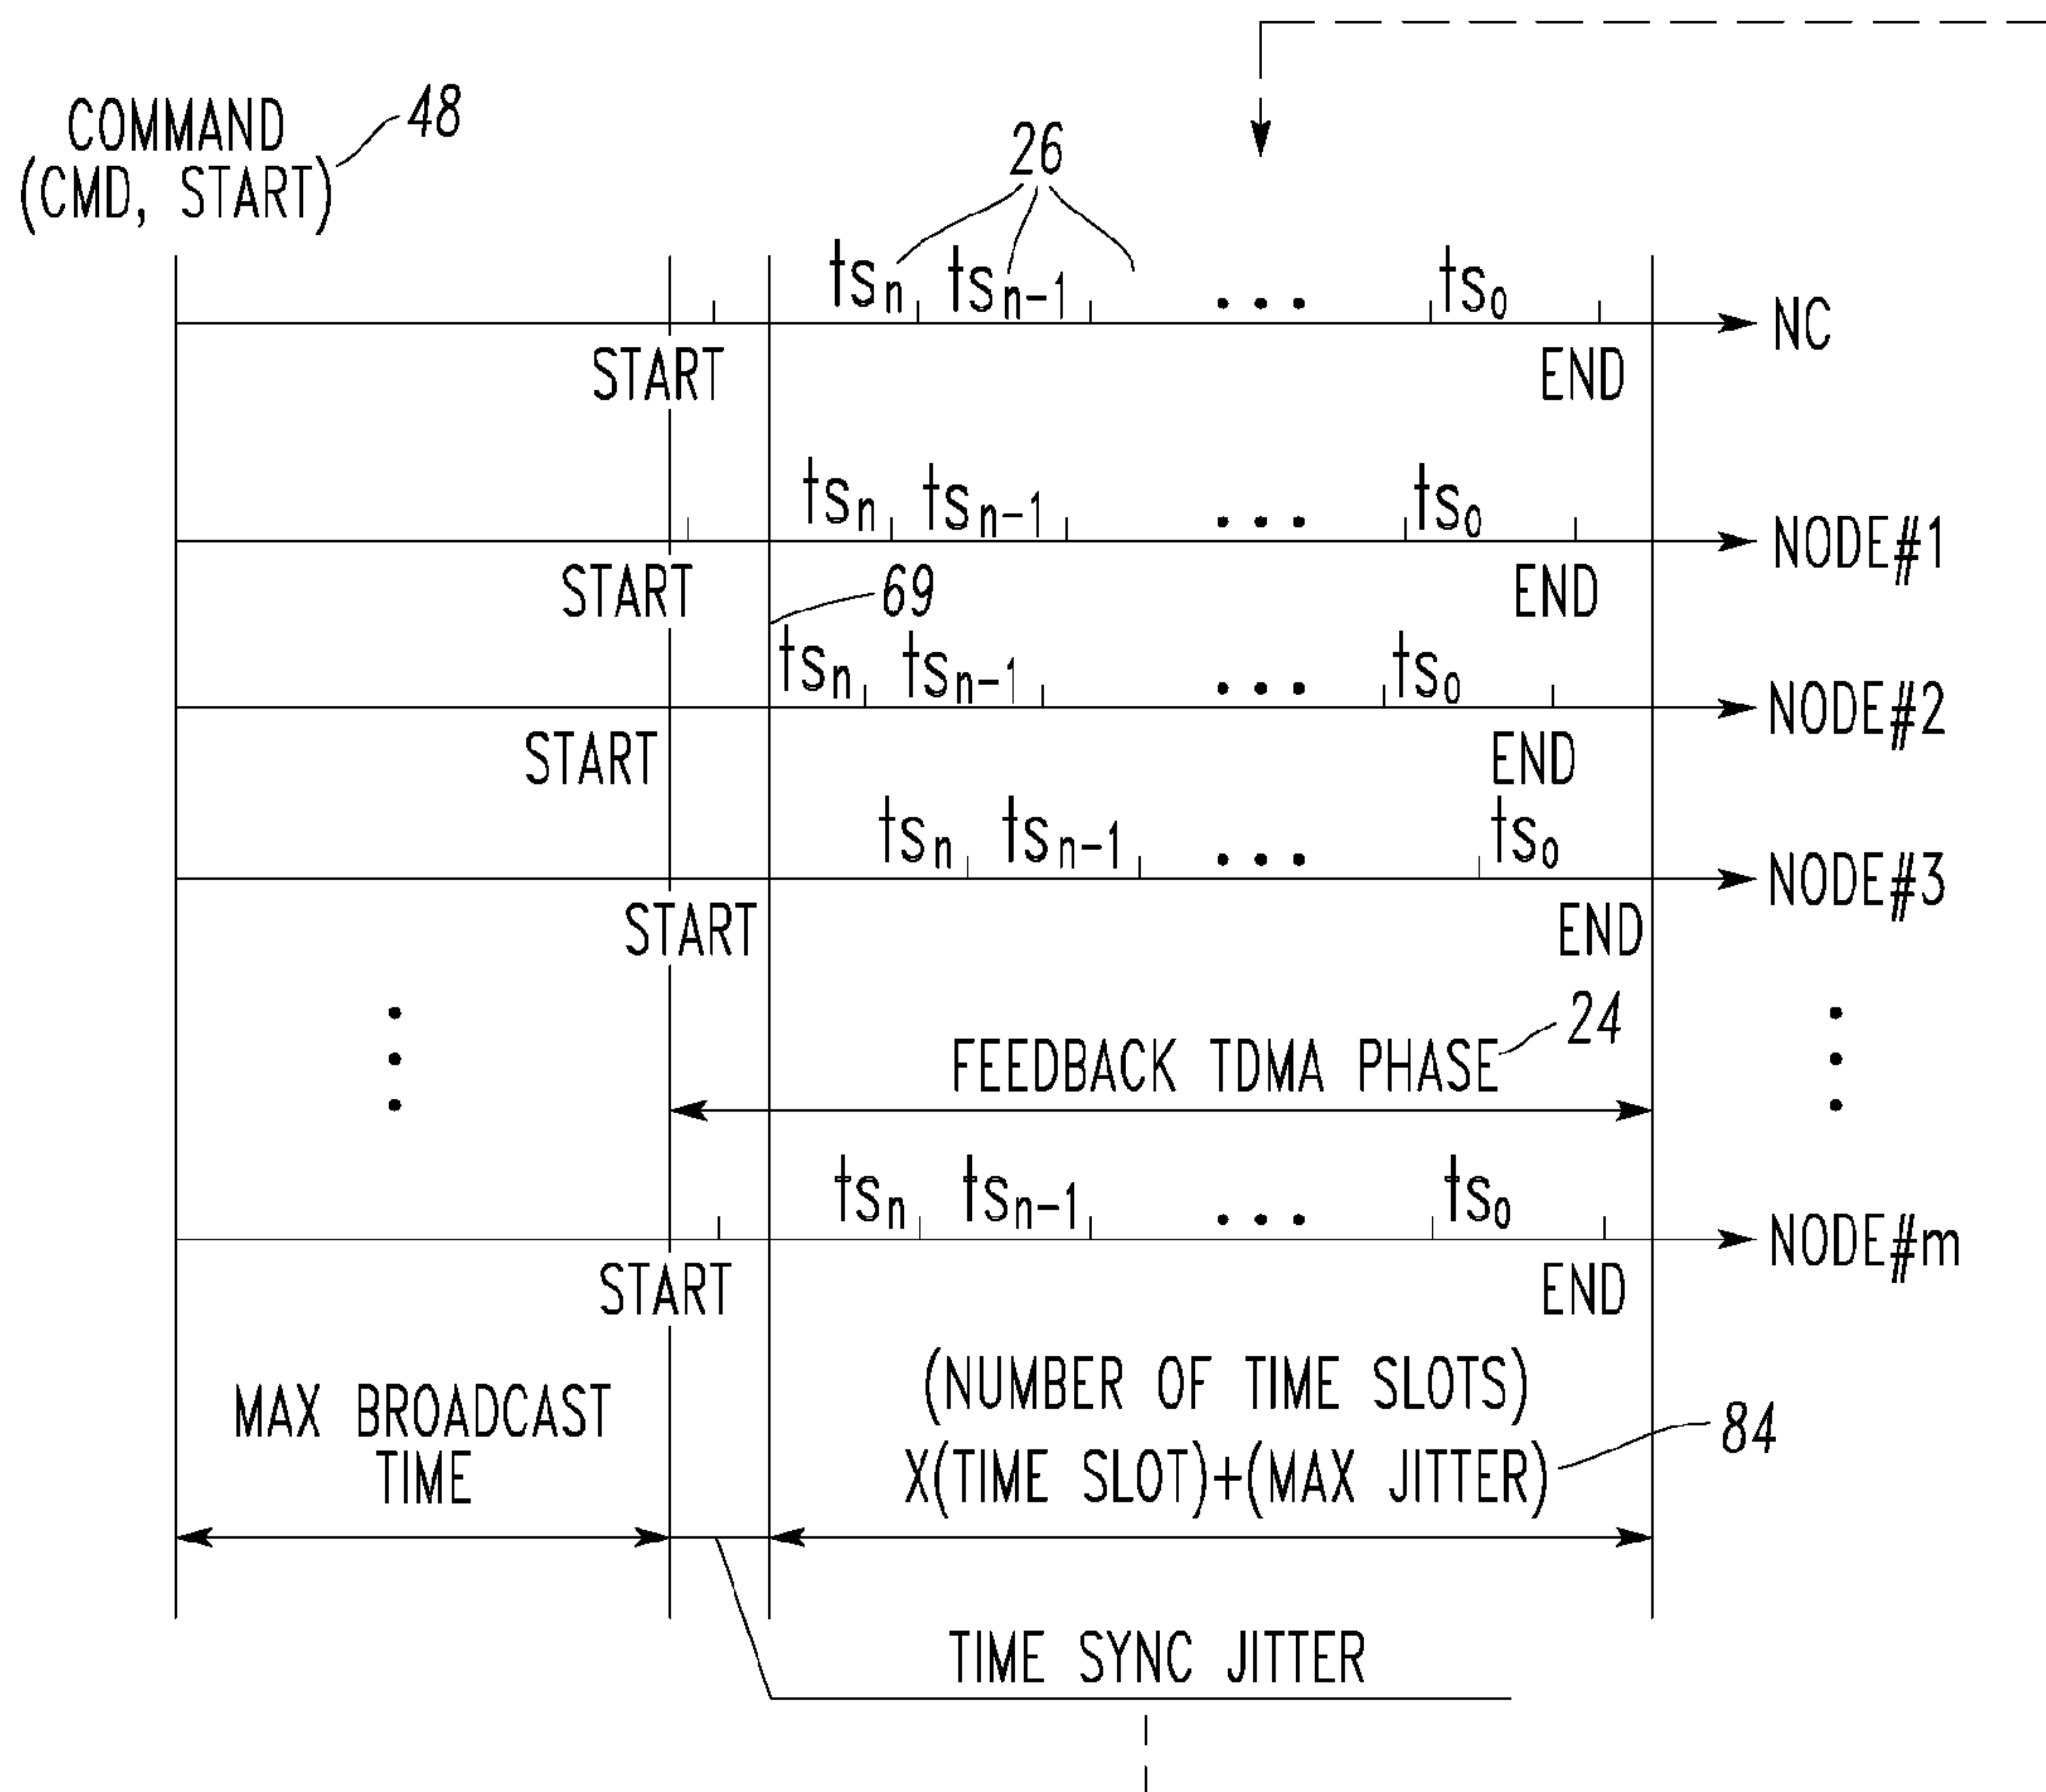 COMMAND
(CMD, START)
48
26
tsn tsn-1 ... ts0
NC
START
END
tsn tsn-1 ... ts0
NODE#1
START
END
69
tsn tsn-1 ... ts0
NODE#2
START
END
tsn tsn-1 ... ts0
NODE#3
START
END
24
FEEDBACK TDMA PHASE
tsn tsn-1 ... ts0
NODE#m
START
END
MAX BROADCAST
TIME
(NUMBER OF TIME SLOTS)
X(TIME SLOT)+(MAX JITTER)
84
TIME SYNC JITTER